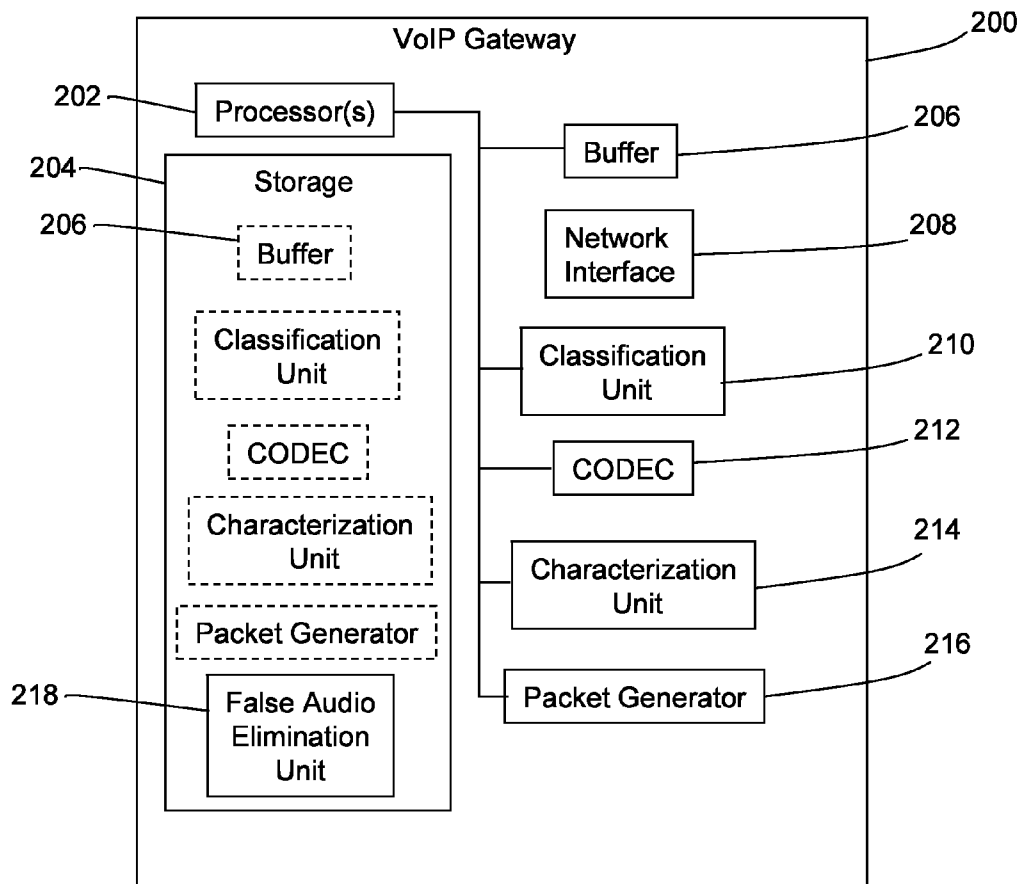 VoIP Gateway
200
202
Processor(s)
206
Buffer
204
Storage
206
Buffer
208
Network
Interface
Classification
Unit
210
Classification
Unit
CODEC
212
CODEC
Characterization
Unit
214
Characterization
Unit
Packet Generator
216
Packet Generator
218
False Audio
Elimination
Unit